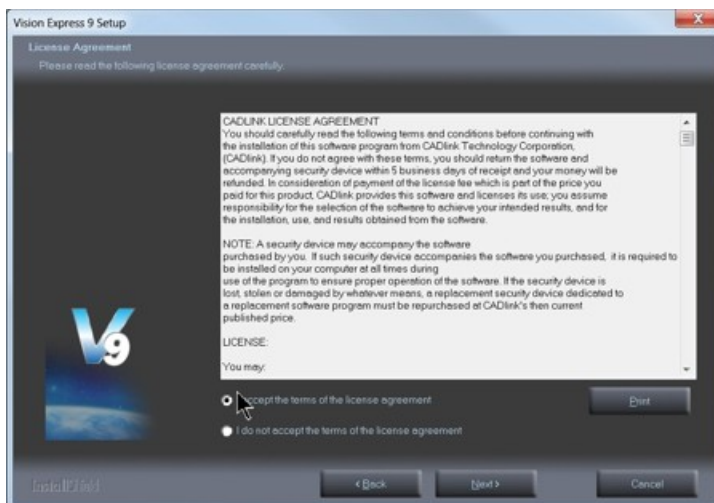 Vision Express 9 Setup
License Agreement
Please read the following license agreement carefully.
CADLINK LICENSE AGREEMENT
You should carefully read the following terms and conditions before continuing with
the installation of this software program from CADlink Technology Corporation,
(CADlink). If you do not agree with these terms, you should return the software and
accompanying security device within 5 business days of receipt and your money will be
refunded. In consideration of payment of the license fee which is part of the price you
paid for this product, CADlink provides this software and licenses its use; you assume
responsibility for the selection of the software to achieve your intended results, and for
the installation, use, and results obtained from the software.
NOTE: A security device may accompany the software
purchased by you. If such security device accompanies the software you purchased, it is required to
be installed on your computer at all times during
use of the program to ensure proper operation of the software. If the security device is
lost, stolen or damaged by whatever means, a replacement security device dedicated to
a replacement software program must be repurchased at CADlink's then current
published price.
LICENSE:
You may:
V9
accept the terms of the license agreement
Print
I do not accept the terms of the license agreement
InstallShield
< Back
Next >
Cancel